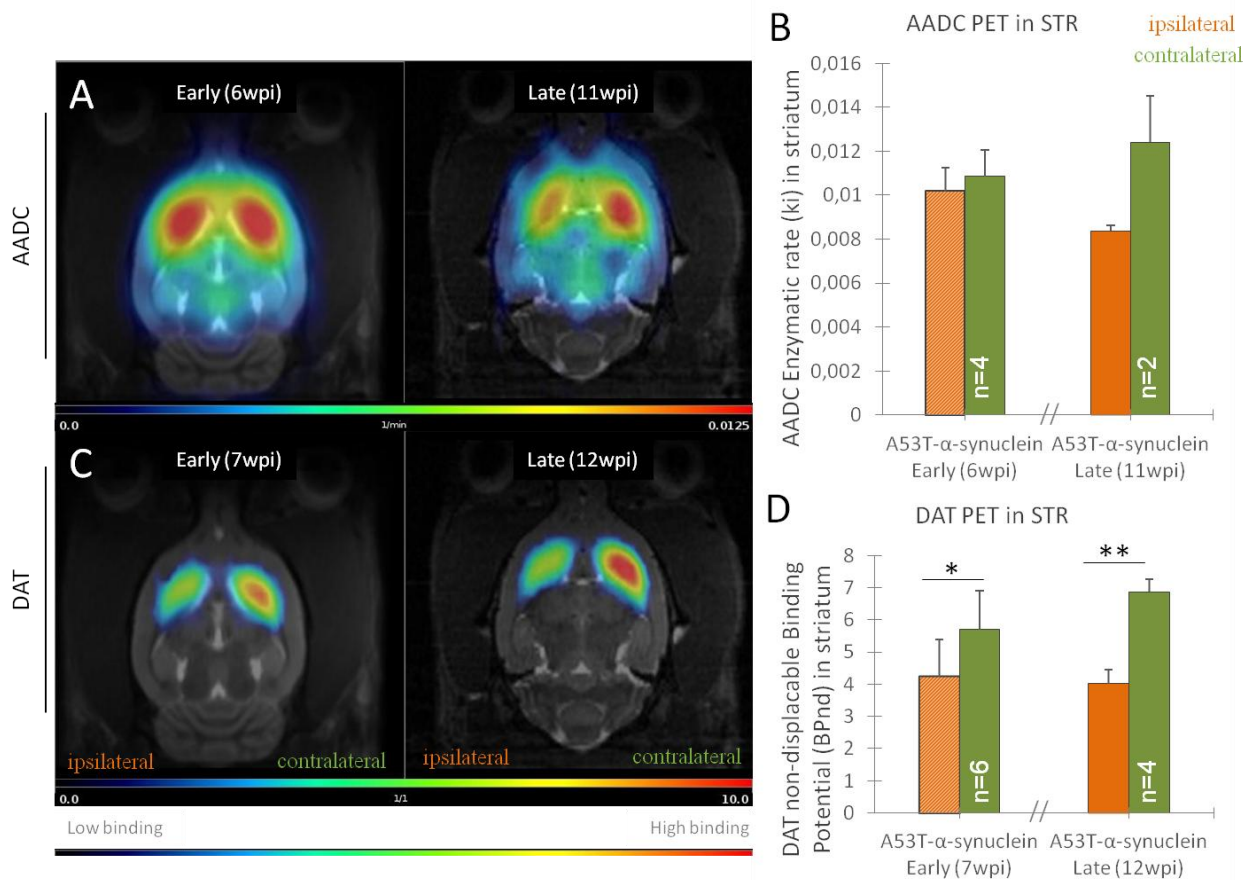 A
Early (6wpi)
Late (11wpi)
AADC
0.0
1/min
0.0125
C
Early (7wpi)
Late (12wpi)
DAT
ipsilateral
contralateral
ipsilateral
contralateral
0.0
1/1
10.0
Low binding
High binding
B
AADC PET in STR
ipsilateral
contralateral
AADC Enzymatic rate (ki) in striatum
0,016
0,014
0,012
0,01
0,008
0,006
0,004
0,002
0
n=4
n=2
//
A53T-α-synuclein
Early (6wpi)
A53T-α-synuclein
Late (11wpi)
D
DAT PET in STR
DAT non-displacable Binding
Potential (BPnd) in striatum
8
7
6
5
4
3
2
1
0
*
**
n=6
n=4
//
A53T-α-synuclein
Early (7wpi)
A53T-α-synuclein
Late (12wpi)